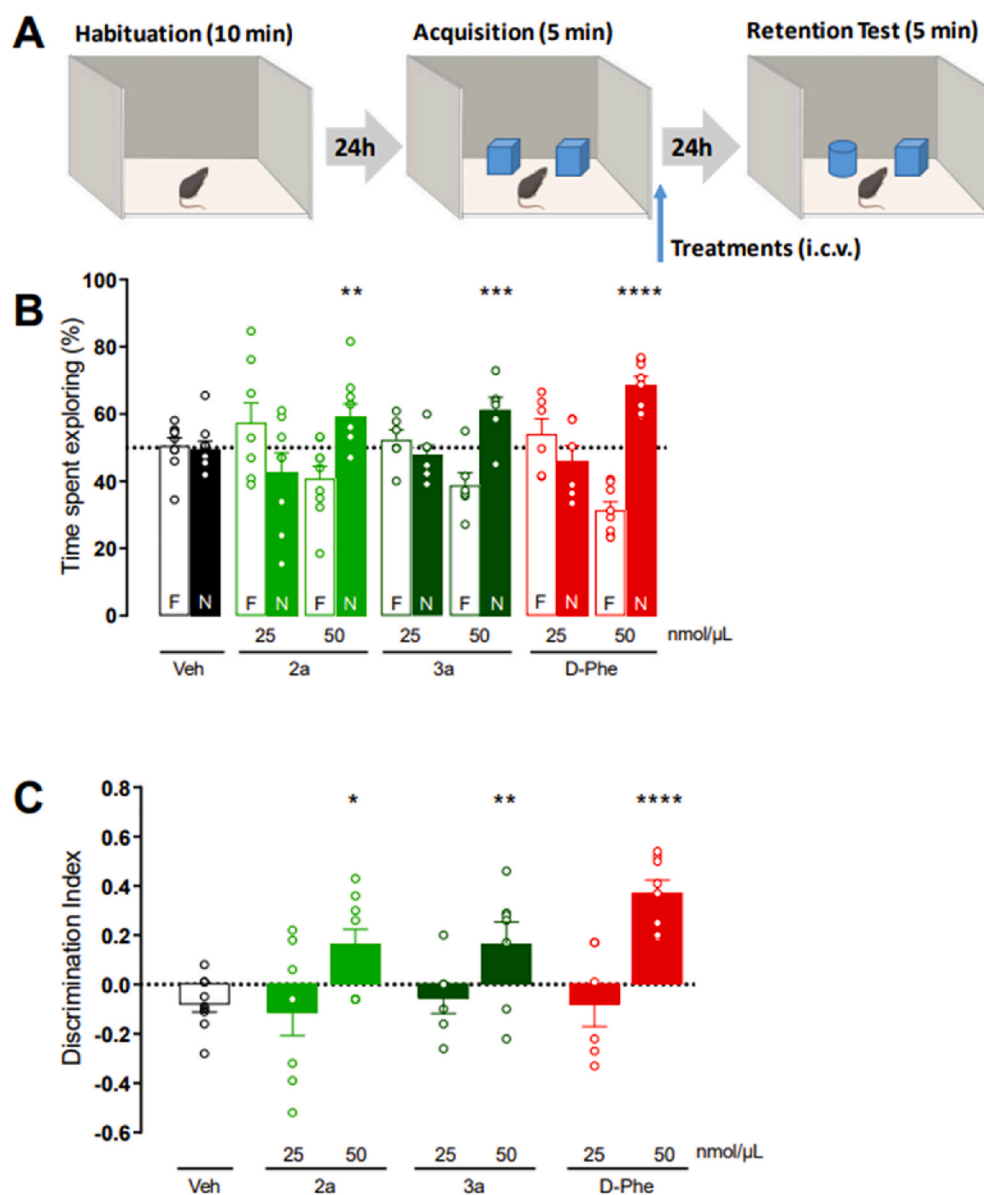 A
Habituation (10 min)
Acquisition (5 min)
Retention Test (5 min)
24h
24h
Treatments (i.c.v.)
B
Time spent exploring (%)
100
80
60
40
20
0
**
***
****
F N F N F N F N F N F N F N
25 50 25 50 25 50 nmol/µL
Veh 2a 3a D-Phe
C
Discrimination Index
0.8
0.6
0.4
0.2
0.0
-0.2
-0.4
-0.6
*
**
****
25 50 25 50 25 50 nmol/µL
Veh 2a 3a D-Phe